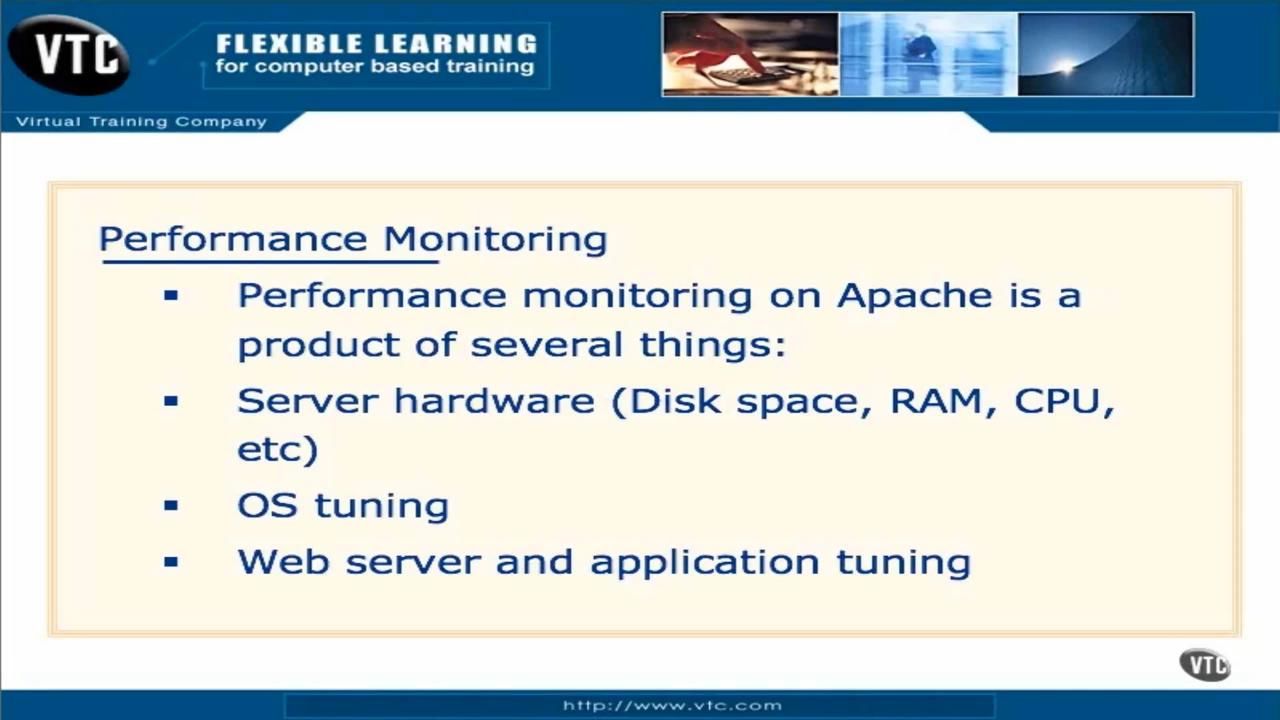 VTC
FLEXIBLE LEARNING
for computer based training
Virtual Training Company
Performance Monitoring
▪ Performance monitoring on Apache is a
product of several things:
▪ Server hardware (Disk space, RAM, CPU,
etc)
▪ OS tuning
▪ Web server and application tuning
VTC
http://www.vtc.com